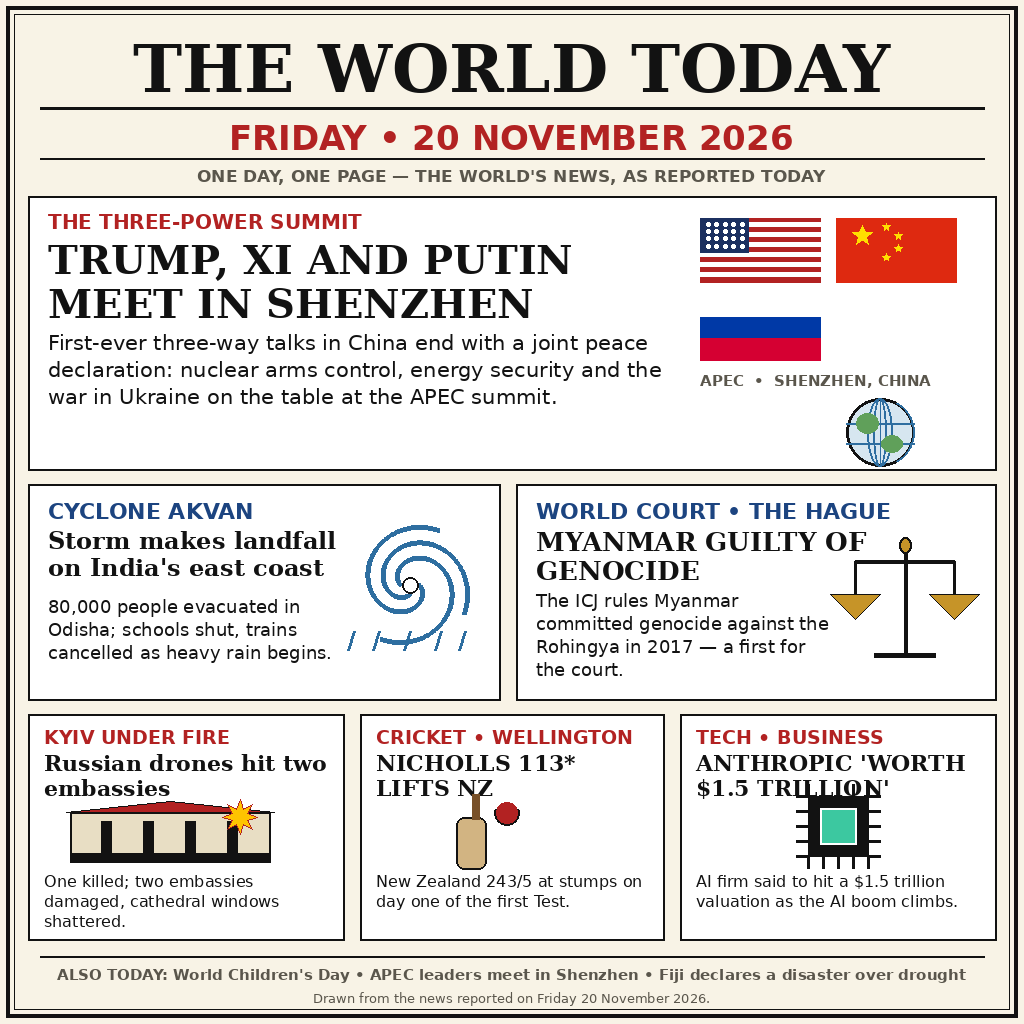 THE WORLD TODAY
FRIDAY • 20 NOVEMBER 2026
ONE DAY, ONE PAGE — THE WORLD'S NEWS, AS REPORTED TODAY
THE THREE-POWER SUMMIT
TRUMP, XI AND PUTIN
MEET IN SHENZHEN
First-ever three-way talks in China end with a joint peace
declaration: nuclear arms control, energy security and the
war in Ukraine on the table at the APEC summit.
APEC • SHENZHEN, CHINA
CYCLONE AKVAN
Storm makes landfall
on India's east coast
80,000 people evacuated in
Odisha; schools shut, trains
cancelled as heavy rain begins.
WORLD COURT • THE HAGUE
MYANMAR GUILTY OF
GENOCIDE
The ICJ rules Myanmar
committed genocide against the
Rohingya in 2017 — a first for
the court.
KYIV UNDER FIRE
Russian drones hit two
embassies
One killed; two embassies
damaged, cathedral windows
shattered.
CRICKET • WELLINGTON
NICHOLLS 113*
LIFTS NZ
New Zealand 243/5 at stumps on
day one of the first Test.
TECH • BUSINESS
ANTHROPIC 'WORTH
$1.5 TRILLION'
AI firm said to hit a $1.5 trillion
valuation as the AI boom climbs.
ALSO TODAY: World Children's Day • APEC leaders meet in Shenzhen • Fiji declares a disaster over drought
Drawn from the news reported on Friday 20 November 2026.